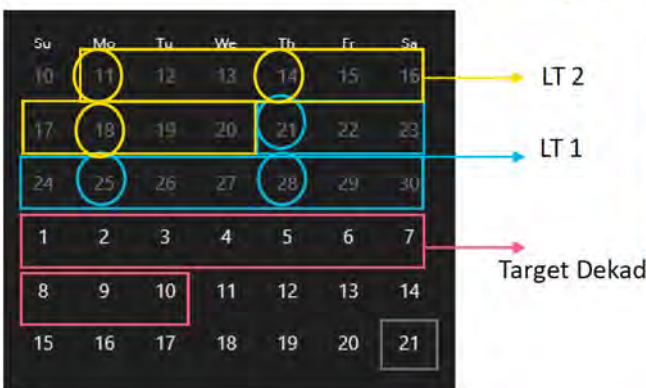 Su Mo Tu We Th Fr Sa
10 11 12 13 14 15 16
LT 2
17 18 19 20 21 22 23
LT 1
24 25 26 27 28 29 30
1 2 3 4 5 6 7
Target Dekad
8 9 10 11 12 13 14
15 16 17 18 19 20 21